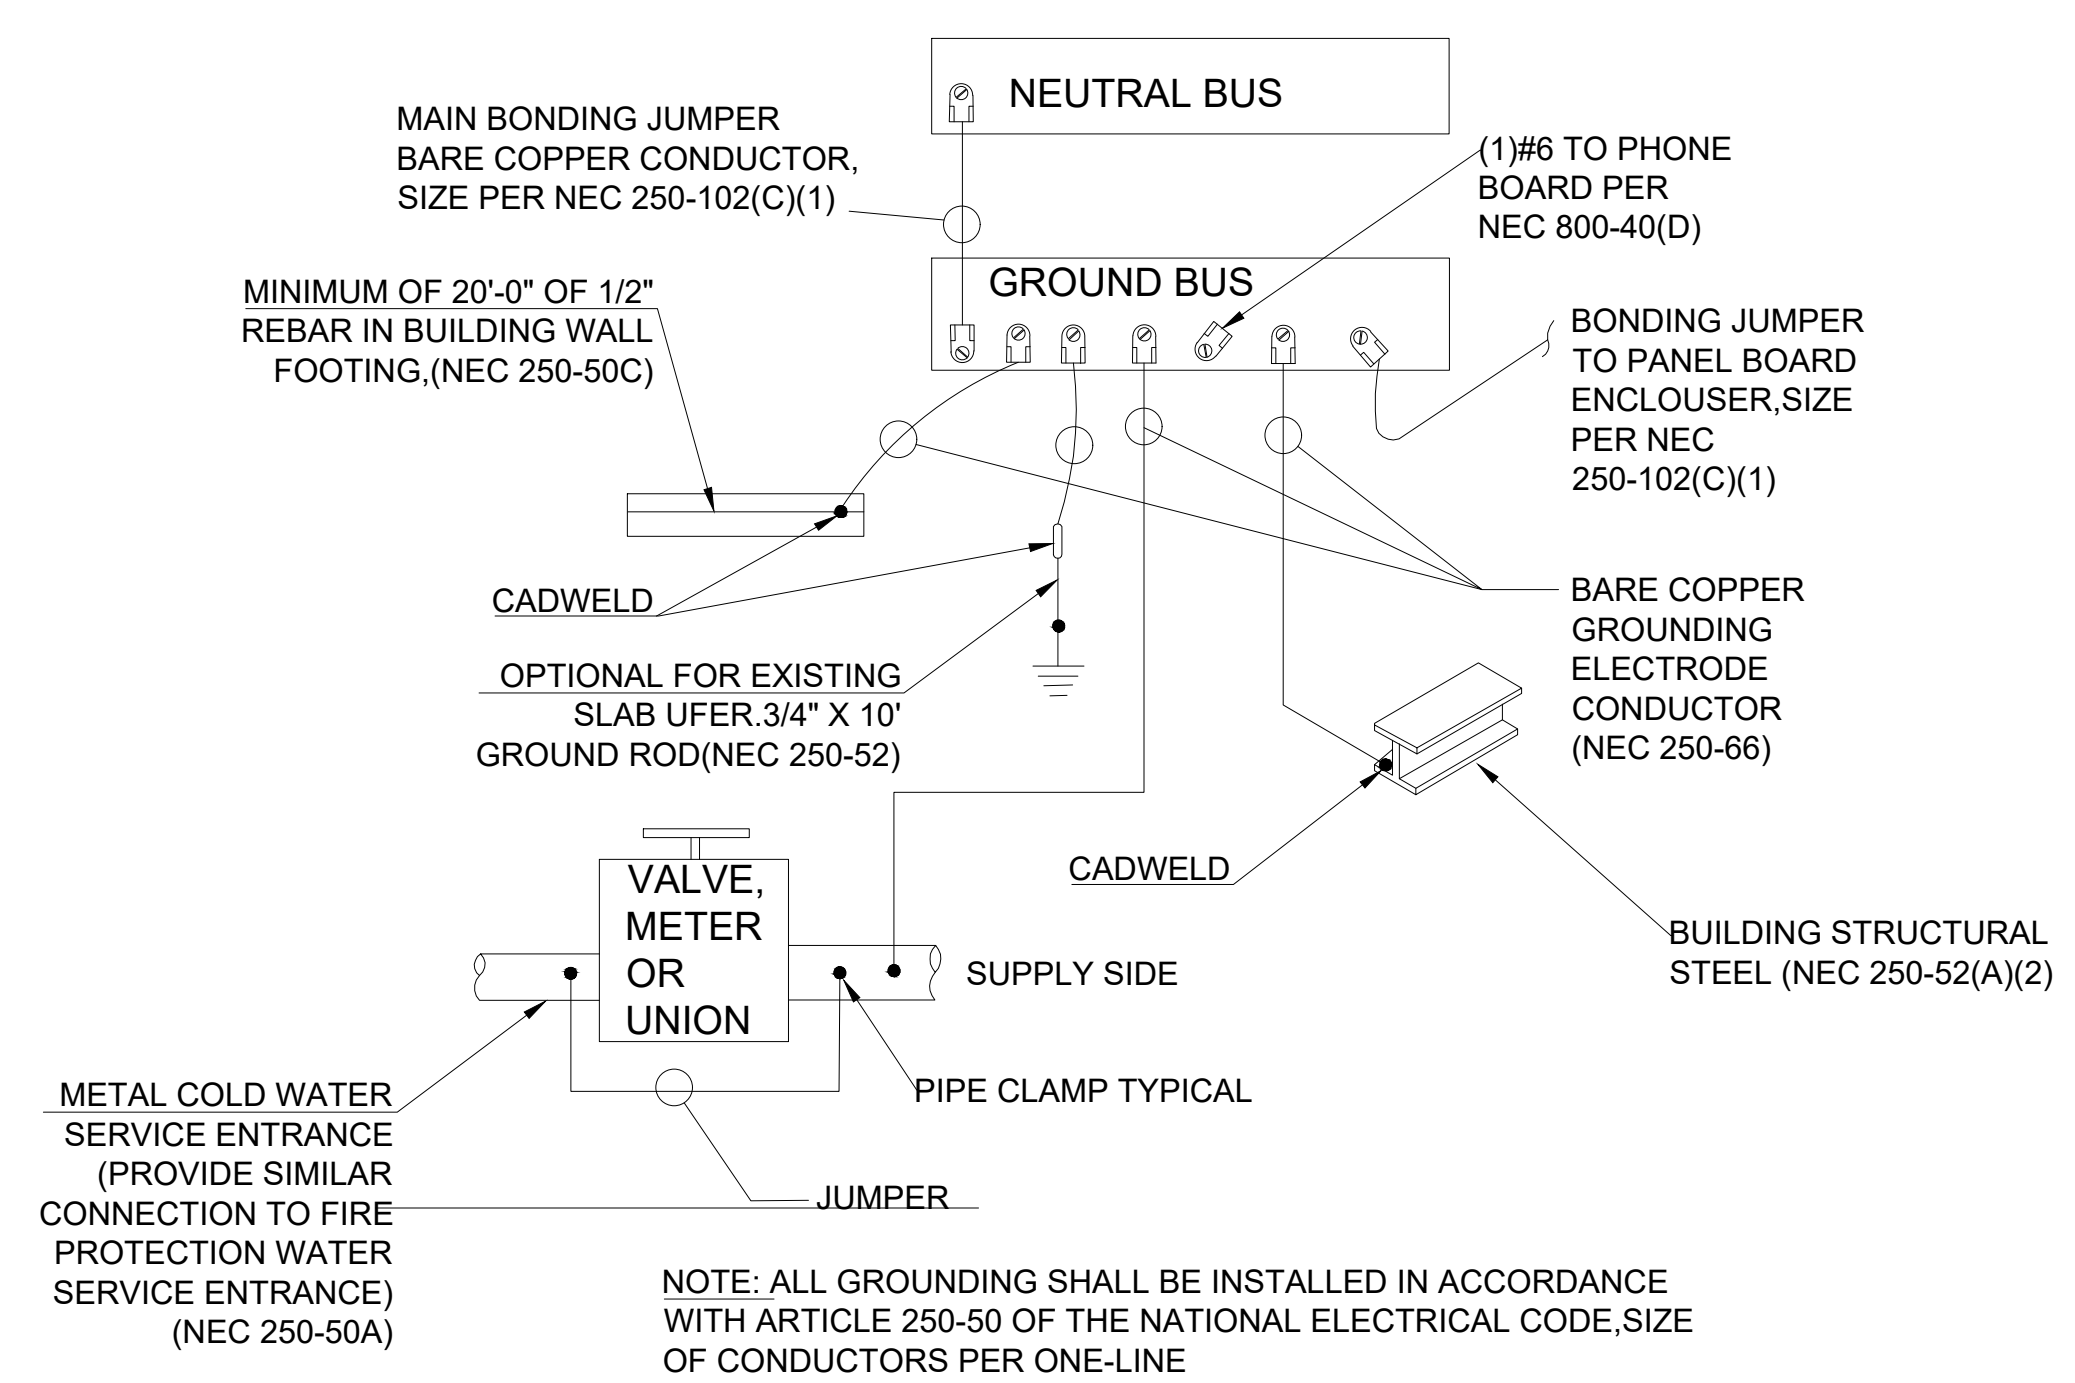 NEUTRAL BUS
MAIN BONDING JUMPER
BARE COPPER CONDUCTOR,
SIZE PER NEC 250-102(C)(1)
(1)#6 TO PHONE
BOARD PER
NEC 800-40(D)
GROUND BUS
MINIMUM OF 20'-0" OF 1/2"
REBAR IN BUILDING WALL
FOOTING,(NEC 250-50C)
BONDING JUMPER
TO PANEL BOARD
ENCLOUSER,SIZE
PER NEC
250-102(C)(1)
CADWELD
OPTIONAL FOR EXISTING
SLAB UFER.3/4" X 10'
GROUND ROD(NEC 250-52)
BARE COPPER
GROUNDING
ELECTRODE
CONDUCTOR
(NEC 250-66)
CADWELD
VALVE,
METER
OR
UNION
SUPPLY SIDE
BUILDING STRUCTURAL
STEEL (NEC 250-52(A)(2)
METAL COLD WATER
SERVICE ENTRANCE
(PROVIDE SIMILAR
CONNECTION TO FIRE
PROTECTION WATER
SERVICE ENTRANCE)
(NEC 250-50A)
PIPE CLAMP TYPICAL
JUMPER
NOTE: ALL GROUNDING SHALL BE INSTALLED IN ACCORDANCE
WITH ARTICLE 250-50 OF THE NATIONAL ELECTRICAL CODE,SIZE
OF CONDUCTORS PER ONE-LINE